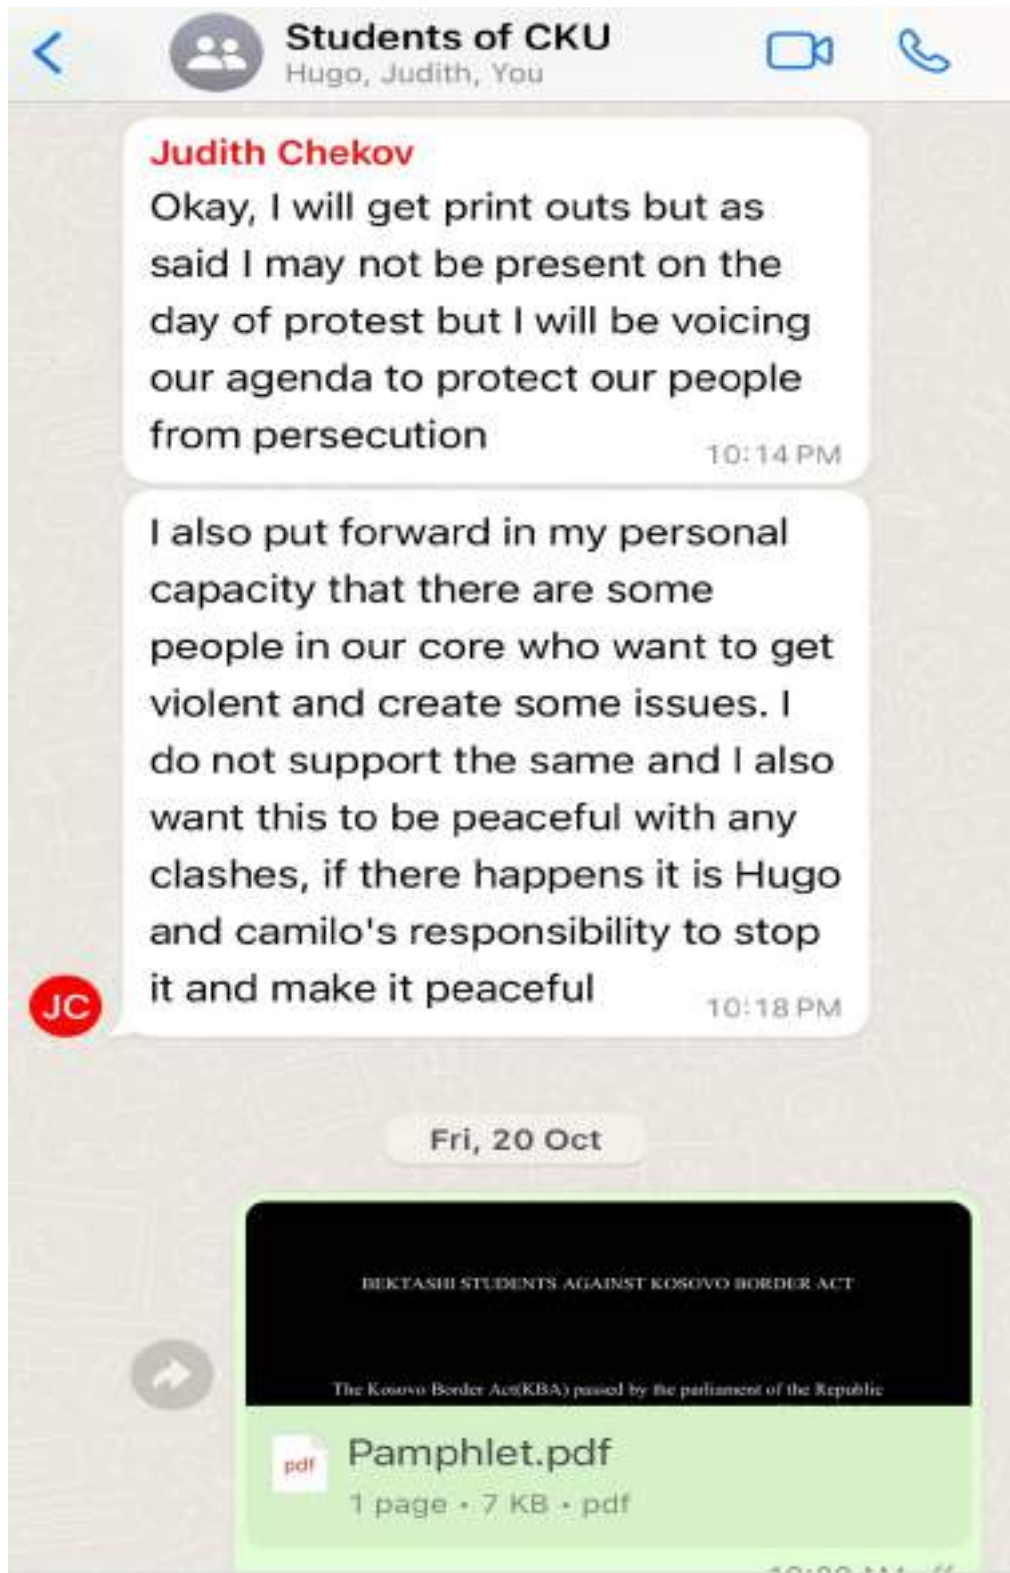 Students of CKU
Hugo, Judith, You
Judith Chekov
Okay, I will get print outs but as
said I may not be present on the
day of protest but I will be voicing
our agenda to protect our people
from persecution
10:14 PM
I also put forward in my personal
capacity that there are some
people in our core who want to get
violent and create some issues. I
do not support the same and I also
want this to be peaceful with any
clashes, if there happens it is Hugo
and camilo's responsibility to stop
it and make it peaceful
10:18 PM
JC
Fri, 20 Oct
BEKTASHI STUDENTS AGAINST KOSOVO BORDER ACT
The Kosovo Border Act(KBA) passed by the parliament of the Republic
pdf
Pamphlet.pdf
1 page • 7 KB • pdf